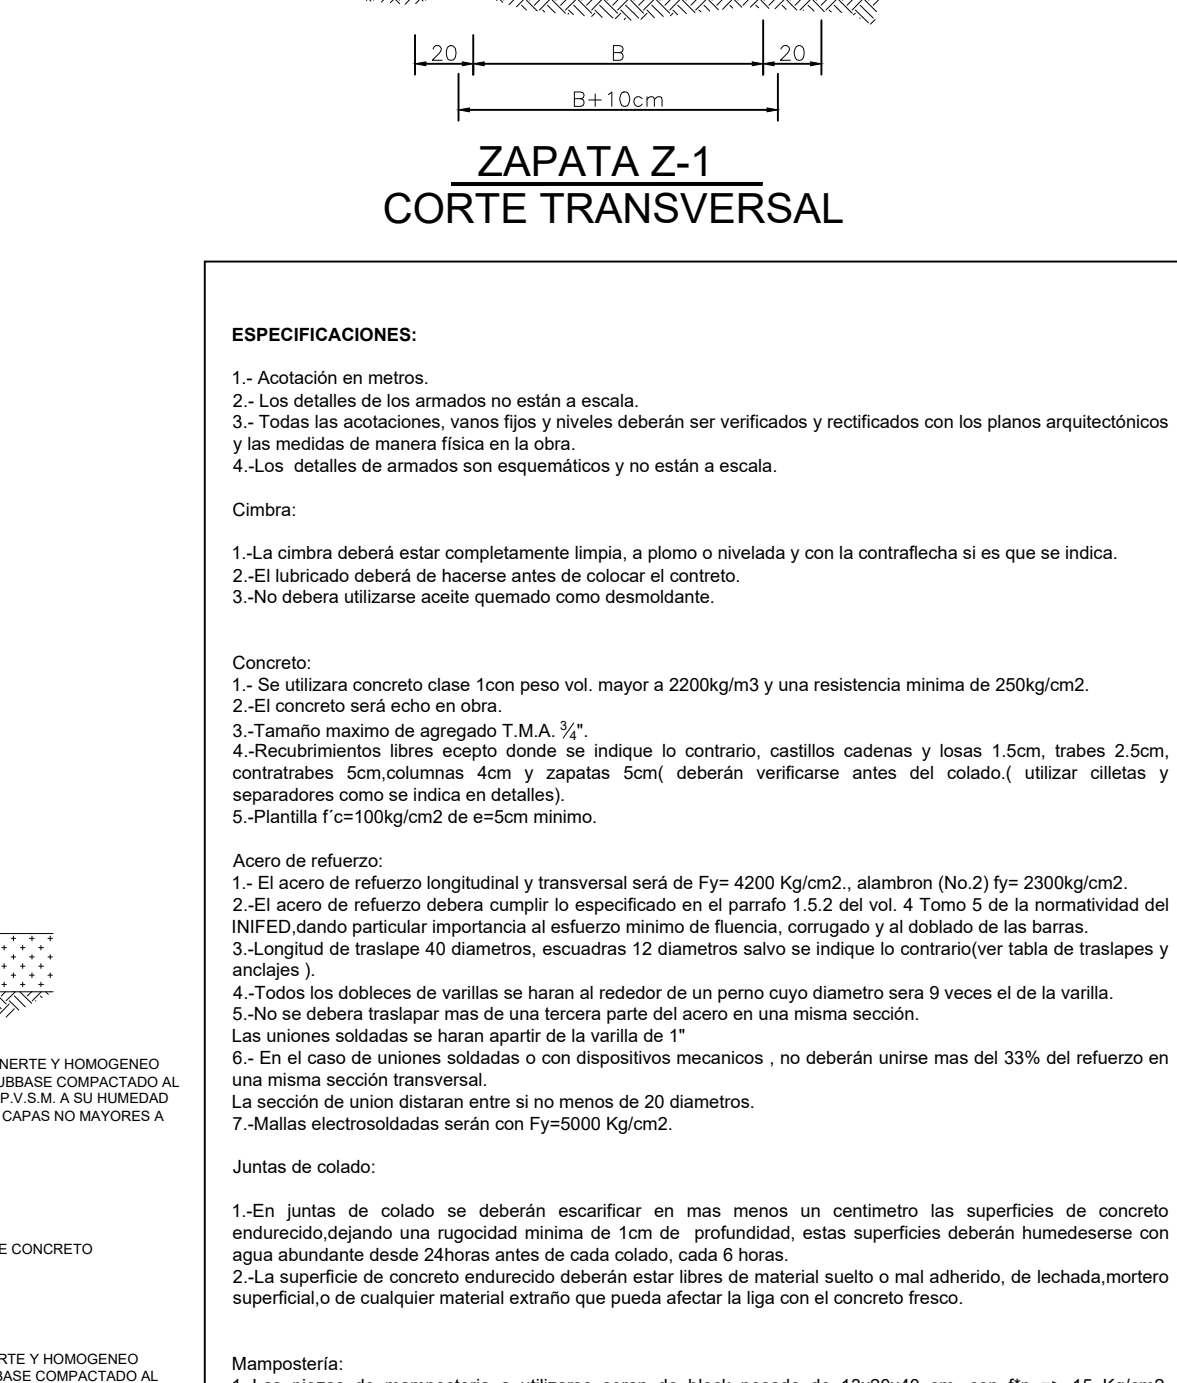 20 B 20
B+10cm
ZAPATA Z-1
CORTE TRANSVERSAL
ESPECIFICACIONES:
1.- Acotación en metros.
2.- Los detalles de los armados no están a escala.
3.- Todas las acotaciones, vanos fijos y niveles deberán ser verificados y rectificados con los planos arquitectónicos
y las medidas de manera física en la obra.
4.-Los detalles de armados son esquemáticos y no están a escala.
Cimbra:
1.-La cimbra deberá estar completamente limpia, a plomo o nivelada y con la contraflecha si es que se indica.
2.-El lubricado deberá de hacerse antes de colocar el contreto.
3.-No debera utilizarse aceite quemado como desmoldante.
Concreto:
1.- Se utilizara concreto clase 1con peso vol. mayor a 2200kg/m3 y una resistencia minima de 250kg/cm2.
2.-El concreto será echo en obra.
3.-Tamaño maximo de agregado T.M.A. ¾".
4.-Recubrimientos libres ecepto donde se indique lo contrario, castillos cadenas y losas 1.5cm, trabes 2.5cm,
contratrabes 5cm,columnas 4cm y zapatas 5cm( deberán verificarse antes del colado.( utilizar cilletas y
separadores como se indica en detalles).
5.-Plantilla f´c=100kg/cm2 de e=5cm minimo.
Acero de refuerzo:
1.- El acero de refuerzo longitudinal y transversal será de Fy= 4200 Kg/cm2., alambron (No.2) fy= 2300kg/cm2.
2.-El acero de refuerzo debera cumplir lo especificado en el parrafo 1.5.2 del vol. 4 Tomo 5 de la normatividad del
INIFED,dando particular importancia al esfuerzo minimo de fluencia, corrugado y al doblado de las barras.
3.-Longitud de traslape 40 diametros, escuadras 12 diametros salvo se indique lo contrario(ver tabla de traslapes y
anclajes ).
4.-Todos los dobleces de varillas se haran al rededor de un perno cuyo diametro sera 9 veces el de la varilla.
5.-No se debera traslapar mas de una tercera parte del acero en una misma sección.
Las uniones soldadas se haran apartir de la varilla de 1"
6.- En el caso de uniones soldadas o con dispositivos mecanicos , no deberán unirse mas del 33% del refuerzo en
una misma sección transversal.
La sección de union distaran entre si no menos de 20 diametros.
7.-Mallas electrosoldadas serán con Fy=5000 Kg/cm2.
Juntas de colado:
1.-En juntas de colado se deberán escarificar en mas menos un centimetro las superficies de concreto
endurecido,dejando una rugocidad minima de 1cm de profundidad, estas superficies deberán humedeserse con
agua abundante desde 24horas antes de cada colado, cada 6 horas.
2.-La superficie de concreto endurecido deberán estar libres de material suelto o mal adherido, de lechada,mortero
superficial,o de cualquier material extraño que pueda afectar la liga con el concreto fresco.
Mampostería:
1.-Las piezas de mamposteria a utilizarse seran de block pesado de 13x20x40 cm, con f*p => 15 Kg/cm2,
NERTE Y HOMOGENEO
UBBASE COMPACTADO AL
P.V.S.M. A SU HUMEDAD
CAPAS NO MAYORES A
E CONCRETO
RTE Y HOMOGENEO
BASE COMPACTADO AL